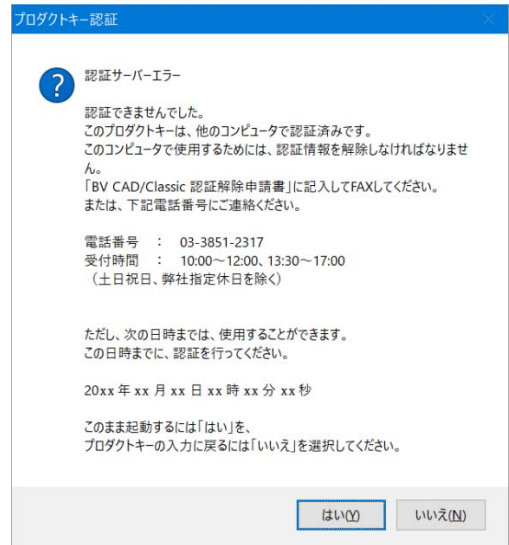 プロダクトキー認証
認証サーバーエラー
認証できませんでした。
このプロダクトキーは、他のコンピュータで認証済みです。
このコンピュータで使用するためには、認証情報を解除しなければなりませ
ん。
「BV CAD/Classic 認証解除申請書」に記入してFAXしてください。
または、下記電話番号にご連絡ください。
電話番号 : 03-3851-2317
受付時間 : 10:00～12:00、13:30～17:00
(土日祝日、弊社指定休日を除く)
ただし、次の日時までは、使用することができます。
この日時までに、認証を行ってください。
20xx 年 xx 月 xx 日 xx 時 xx 分 xx 秒
このまま起動するには「はい」を、
プロダクトキーの入力に戻るには「いいえ」を選択してください。
はい(Y) いいえ(N)